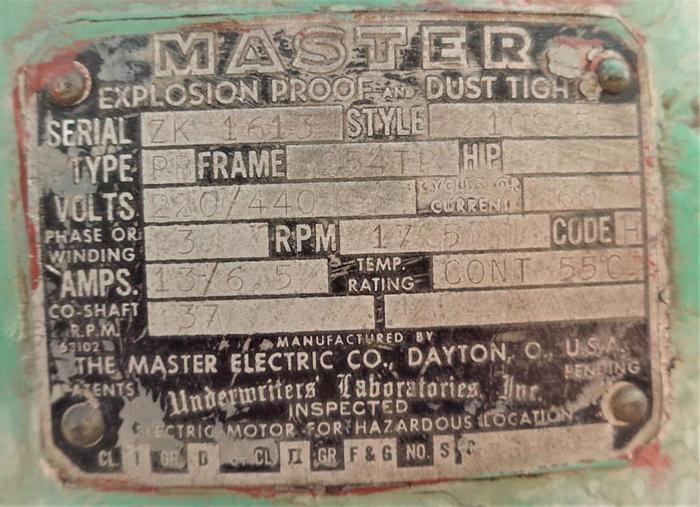 MASTER
EXPLOSION PROOF AND DUST TIGHT
SERIAL ZK 1613 STYLE
TYPE FRAME HP
VOLTS 220/440 CYCLES OR CURRENT 60
PHASE OR WINDING 3 RPM CODE H
AMPS. 13/6.5 TEMP. RATING CONT 55°C
CO-SHAFT R.P.M. 37
53102 MANUFACTURED BY
THE MASTER ELECTRIC CO., DAYTON, O., U.S.A.
PATENTS PENDING
Underwriters Laboratories, Inc.
INSPECTED
ELECTRIC MOTOR FOR HAZARDOUS LOCATION
CL I GR D CL II GR F & G NO. S